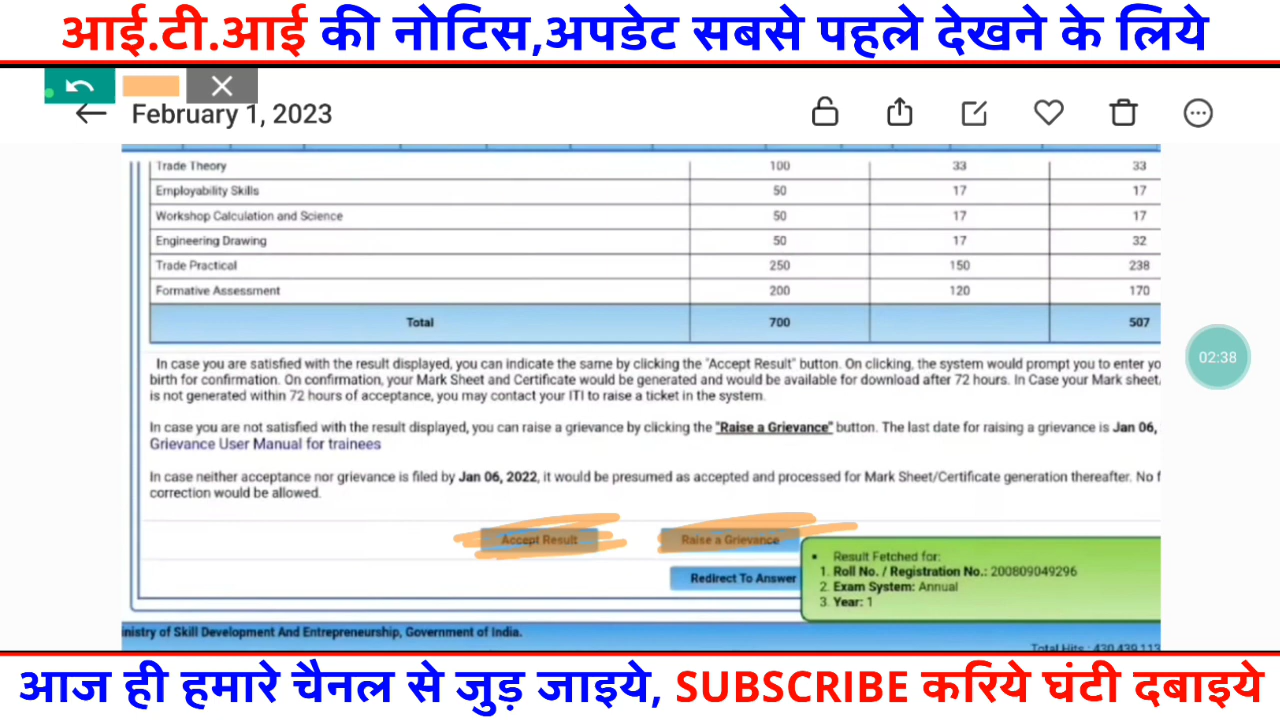 आई.टी.आई की नोटिस,अपडेट सबसे पहले देखने के लिये
February 1, 2023
Trade Theory 100 33 33
Employability Skills 50 17 17
Workshop Calculation and Science 50 17 17
Engineering Drawing 50 17 32
Trade Practical 250 150 238
Formative Assessment 200 120 170
Total 700 507
02:38
In case you are satisfied with the result displayed, you can indicate the same by clicking the "Accept Result" button. On clicking, the system would prompt you to enter yo
birth for confirmation. On confirmation, your Mark Sheet and Certificate would be generated and would be available for download after 72 hours. In Case your Mark sheet
is not generated within 72 hours of acceptance, you may contact your ITI to raise a ticket in the system.
In case you are not satisfied with the result displayed, you can raise a grievance by clicking the "Raise a Grievance" button. The last date for raising a grievance is Jan 06,
Grievance User Manual for trainees
In case neither acceptance nor grievance is filed by Jan 06, 2022, it would be presumed as accepted and processed for Mark Sheet/Certificate generation thereafter. No f
correction would be allowed.
Accept Result Raise a Grievance
Redirect To Answer
Result Fetched for:
1. Roll No. / Registration No.: 200809049296
2. Exam System: Annual
3. Year: 1
nistry of Skill Development And Entrepreneurship, Government of India.
Total Hits : 430,439,113
आज ही हमारे चैनल से जुड़ जाइये, SUBSCRIBE करिये घंटी दबाइये